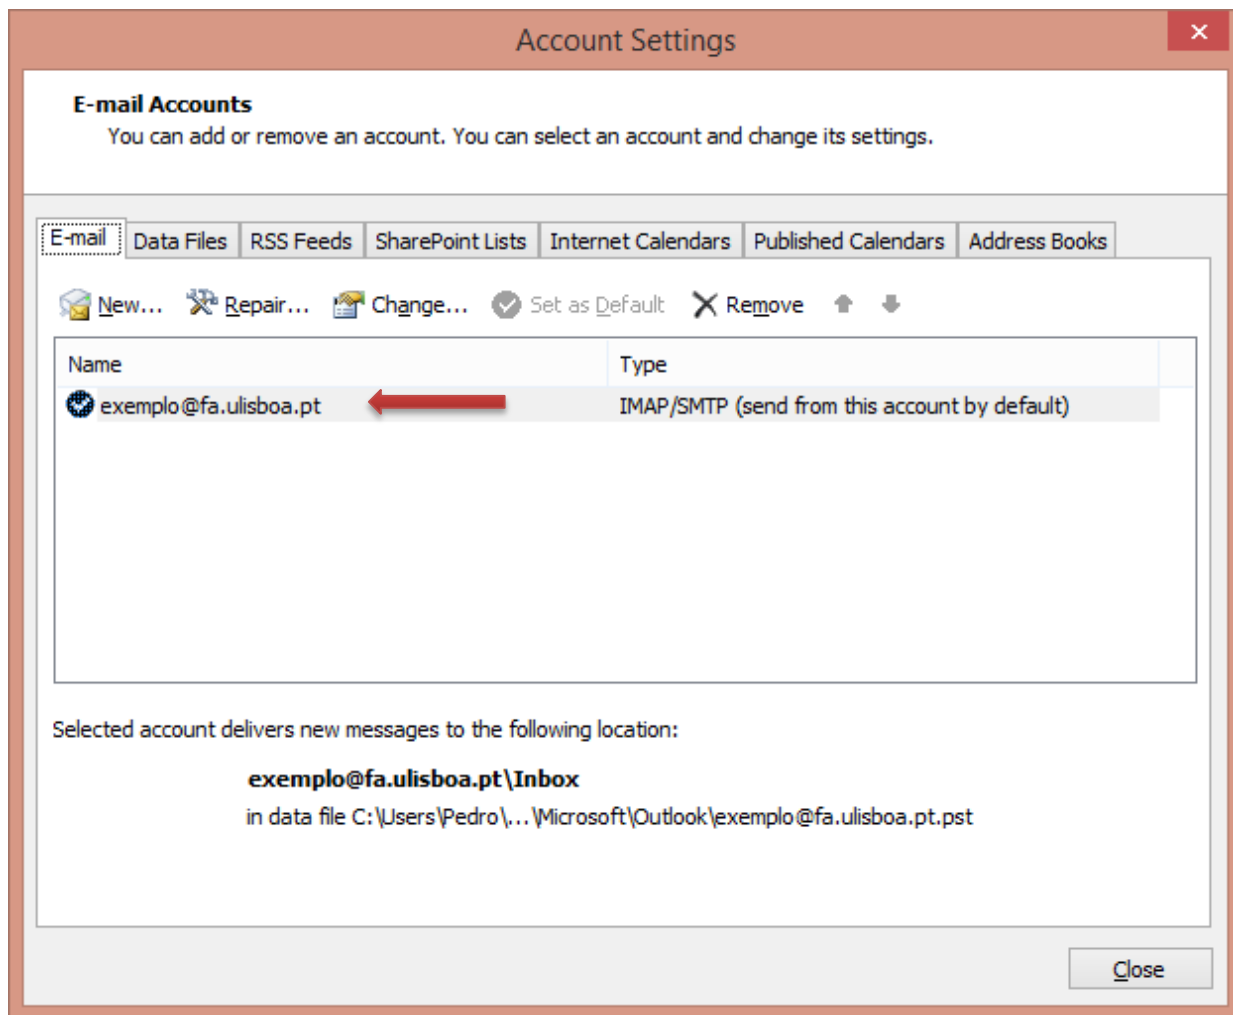 Account Settings
E-mail Accounts
You can add or remove an account. You can select an account and change its settings.
E-mail Data Files RSS Feeds SharePoint Lists Internet Calendars Published Calendars Address Books
New... Repair... Change... Set as Default Remove
Name Type
exemplo@fa.ulisboa.pt IMAP/SMTP (send from this account by default)
Selected account delivers new messages to the following location:
exemplo@fa.ulisboa.pt\Inbox
in data file C:\Users\Pedro\...\Microsoft\Outlook\exemplo@fa.ulisboa.pt.pst
Close